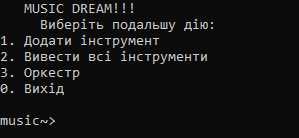 MUSIC DREAM!!!
Виберіть подальшу дію:
1. Додати інструмент
2. Вивести всі інструменти
3. Оркестр
0. Вихід
music~>